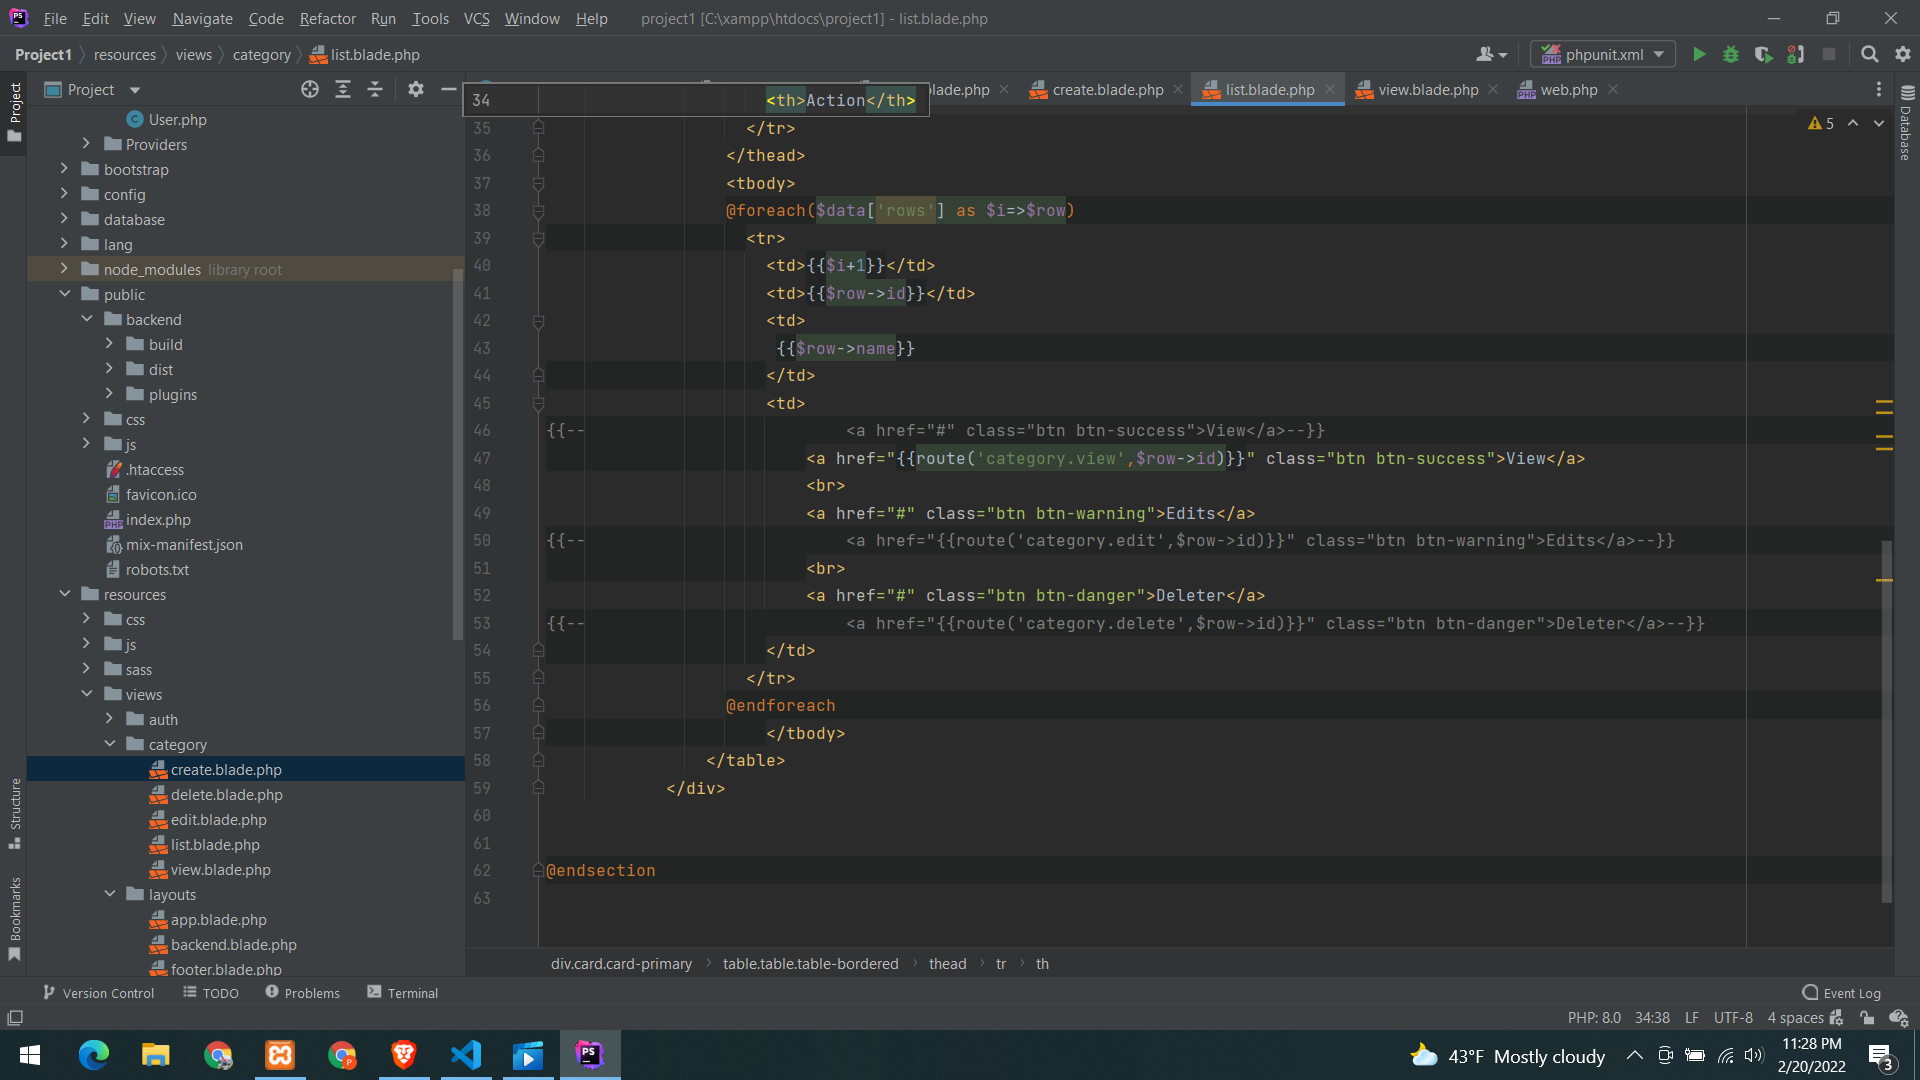 File Edit View Navigate Code Refactor Run Tools VCS Window Help project1 [C:\xampp\htdocs\project1] - list.blade.php
Project1 resources views category list.blade.php phpunit.xml
Project
lade.php create.blade.php list.blade.php view.blade.php web.php
Project
Database
Structure
Bookmarks
User.php
Providers
bootstrap
config
database
lang
node_modules library root
public
backend
build
dist
plugins
css
js
.htaccess
favicon.ico
index.php
mix-manifest.json
robots.txt
resources
css
js
sass
views
auth
category
create.blade.php
delete.blade.php
edit.blade.php
list.blade.php
view.blade.php
layouts
app.blade.php
backend.blade.php
footer.blade.php
5
34 <th>Action</th>
35 </tr>
36 </thead>
37 <tbody>
38 @foreach($data['rows'] as $i=>$row)
39 <tr>
40 <td>{{$i+1}}</td>
41 <td>{{$row->id}}</td>
42 <td>
43 {{$row->name}}
44 </td>
45 <td>
46 {{-- <a href="#" class="btn btn-success">View</a>--}}
47 <a href="{{route('category.view',$row->id)}}" class="btn btn-success">View</a>
48 <br>
49 <a href="#" class="btn btn-warning">Edits</a>
50 {{-- <a href="{{route('category.edit',$row->id)}}" class="btn btn-warning">Edits</a>--}}
51 <br>
52 <a href="#" class="btn btn-danger">Deleter</a>
53 {{-- <a href="{{route('category.delete',$row->id)}}" class="btn btn-danger">Deleter</a>--}}
54 </td>
55 </tr>
56 @endforeach
57 </tbody>
58 </table>
59 </div>
60
61
62 @endsection
63
div.card.card-primary table.table.table-bordered thead tr th
Version Control TODO Problems Terminal Event Log
PHP: 8.0 34:38 LF UTF-8 4 spaces
43°F Mostly cloudy
11:28 PM
2/20/2022
3